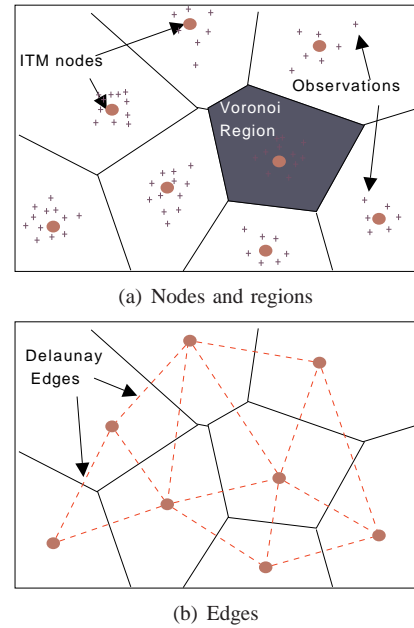 ITM nodes
Observations
Voronoi
Region
(a) Nodes and regions
Delaunay
Edges
(b) Edges